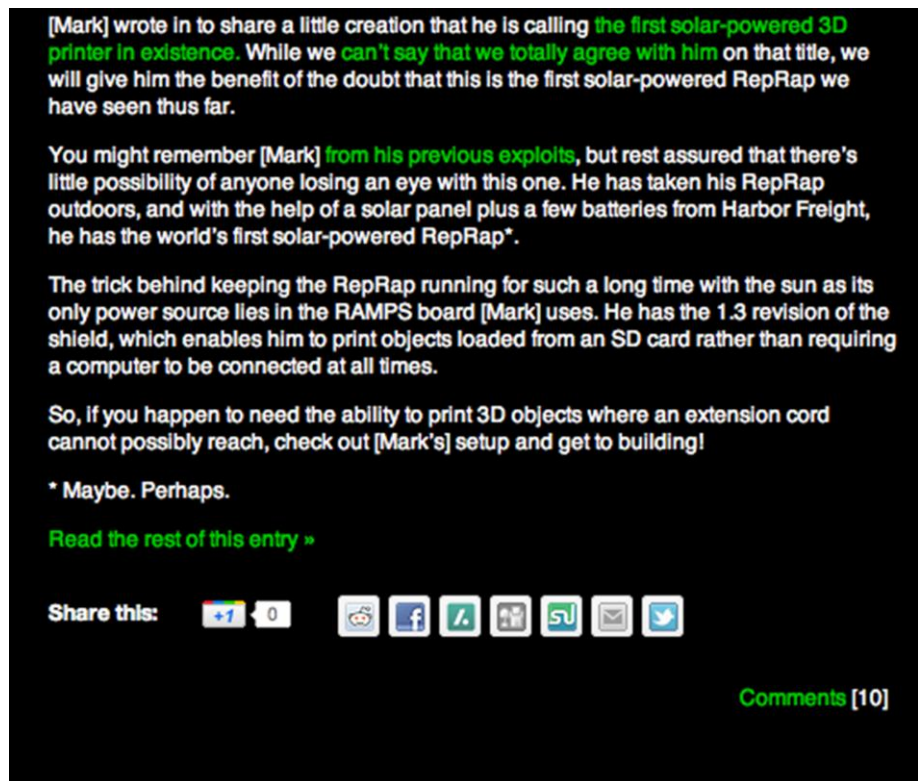 [Mark] wrote in to share a little creation that he is calling the first solar-powered 3D
printer in existence. While we can't say that we totally agree with him on that title, we
will give him the benefit of the doubt that this is the first solar-powered RepRap we
have seen thus far.
You might remember [Mark] from his previous exploits, but rest assured that there's
little possibility of anyone losing an eye with this one. He has taken his RepRap
outdoors, and with the help of a solar panel plus a few batteries from Harbor Freight,
he has the world's first solar-powered RepRap*.
The trick behind keeping the RepRap running for such a long time with the sun as its
only power source lies in the RAMPS board [Mark] uses. He has the 1.3 revision of the
shield, which enables him to print objects loaded from an SD card rather than requiring
a computer to be connected at all times.
So, if you happen to need the ability to print 3D objects where an extension cord
cannot possibly reach, check out [Mark's] setup and get to building!
* Maybe. Perhaps.
Read the rest of this entry »
Share this: +1 0
Comments [10]